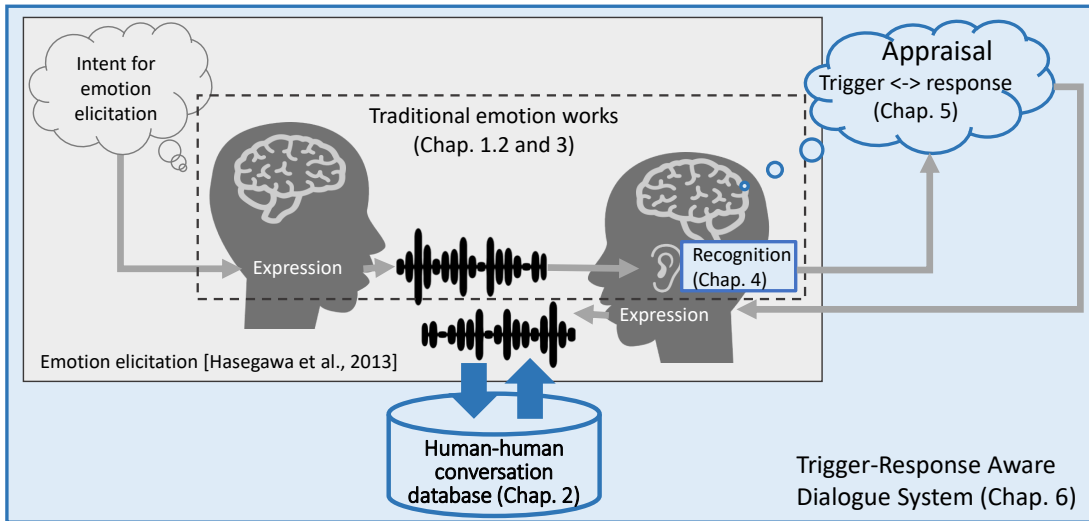 Intent for
emotion
elicitation
Traditional emotion works
(Chap. 1.2 and 3)
Appraisal
Trigger <-> response
(Chap. 5)
Expression
Recognition
(Chap. 4)
Expression
Emotion elicitation [Hasegawa et al., 2013]
Human-human
conversation
database (Chap. 2)
Trigger-Response Aware
Dialogue System (Chap. 6)